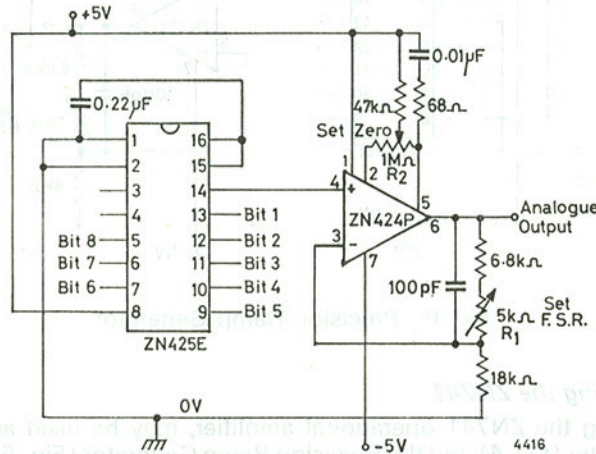 +5V
0.01µF
0.22µF
47kΩ
68Ω
Set Zero
1MΩ
R2
1
2
3
4
5
6
7
8
16
15
14
13
12
11
10
9
Bit 8
Bit 7
Bit 6
Bit 1
Bit 2
Bit 3
Bit 4
Bit 5
ZN425E
1
2
4
+
5
ZN424P
6
3
−
7
Analogue
Output
6.8kΩ
100pF
5kΩ
R1
Set
F.S.R.
18kΩ
0V
−5V
4416